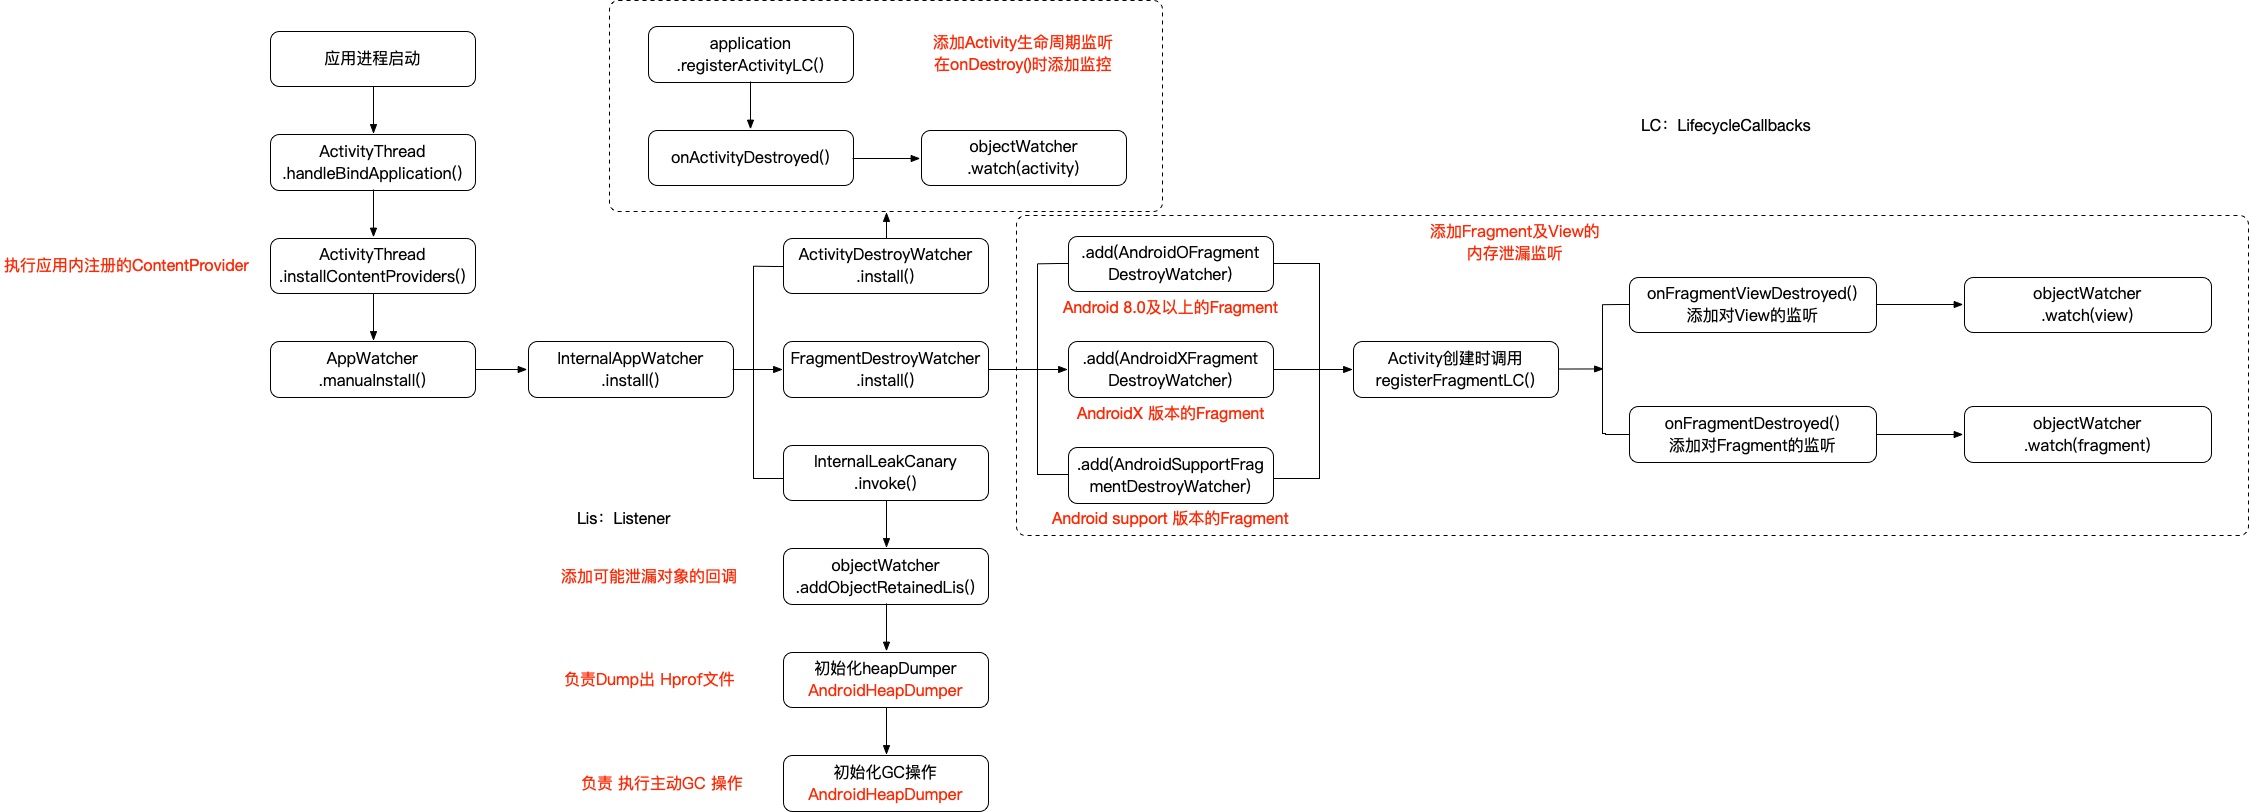 应用进程启动
ActivityThread
.handleBindApplication()
执行应用内注册的ContentProvider
ActivityThread
.installContentProviders()
AppWatcher
.manualnstall()
InternalAppWatcher
.install()
application
.registerActivityLC()
添加Activity生命周期监听
在onDestroy()时添加监控
onActivityDestroyed()
objectWatcher
.watch(activity)
LC：LifecycleCallbacks
ActivityDestroyWatcher
.install()
FragmentDestroyWatcher
.install()
InternalLeakCanary
.invoke()
添加Fragment及View的
内存泄漏监听
.add(AndroidOFragment
DestroyWatcher)
Android 8.0及以上的Fragment
.add(AndroidXFragment
DestroyWatcher)
AndroidX 版本的Fragment
.add(AndroidSupportFrag
mentDestroyWatcher)
Android support 版本的Fragment
Activity创建时调用
registerFragmentLC()
onFragmentViewDestroyed()
添加对View的监听
objectWatcher
.watch(view)
onFragmentDestroyed()
添加对Fragment的监听
objectWatcher
.watch(fragment)
Lis：Listener
添加可能泄漏对象的回调
objectWatcher
.addObjectRetainedLis()
负责Dump出 Hprof文件
初始化heapDumper
AndroidHeapDumper
负责 执行主动GC 操作
初始化GC操作
AndroidHeapDumper